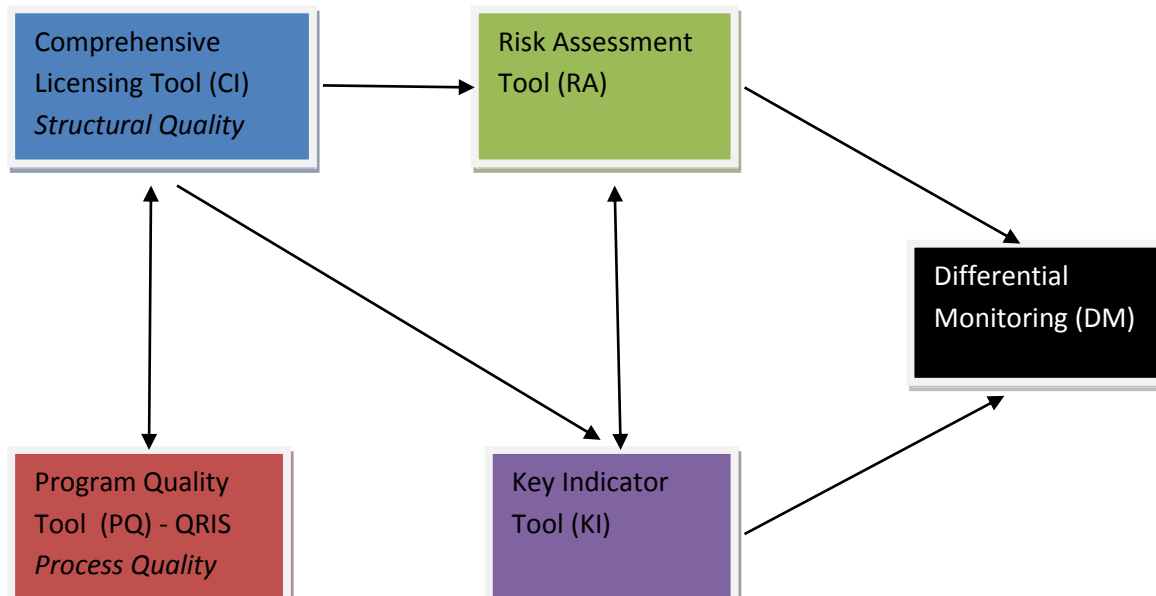 Comprehensive
Licensing Tool (CI)
Structural Quality
Risk Assessment
Tool (RA)
Differential
Monitoring (DM)
Program Quality
Tool  (PQ) - QRIS
Process Quality
Key Indicator
Tool (KI)